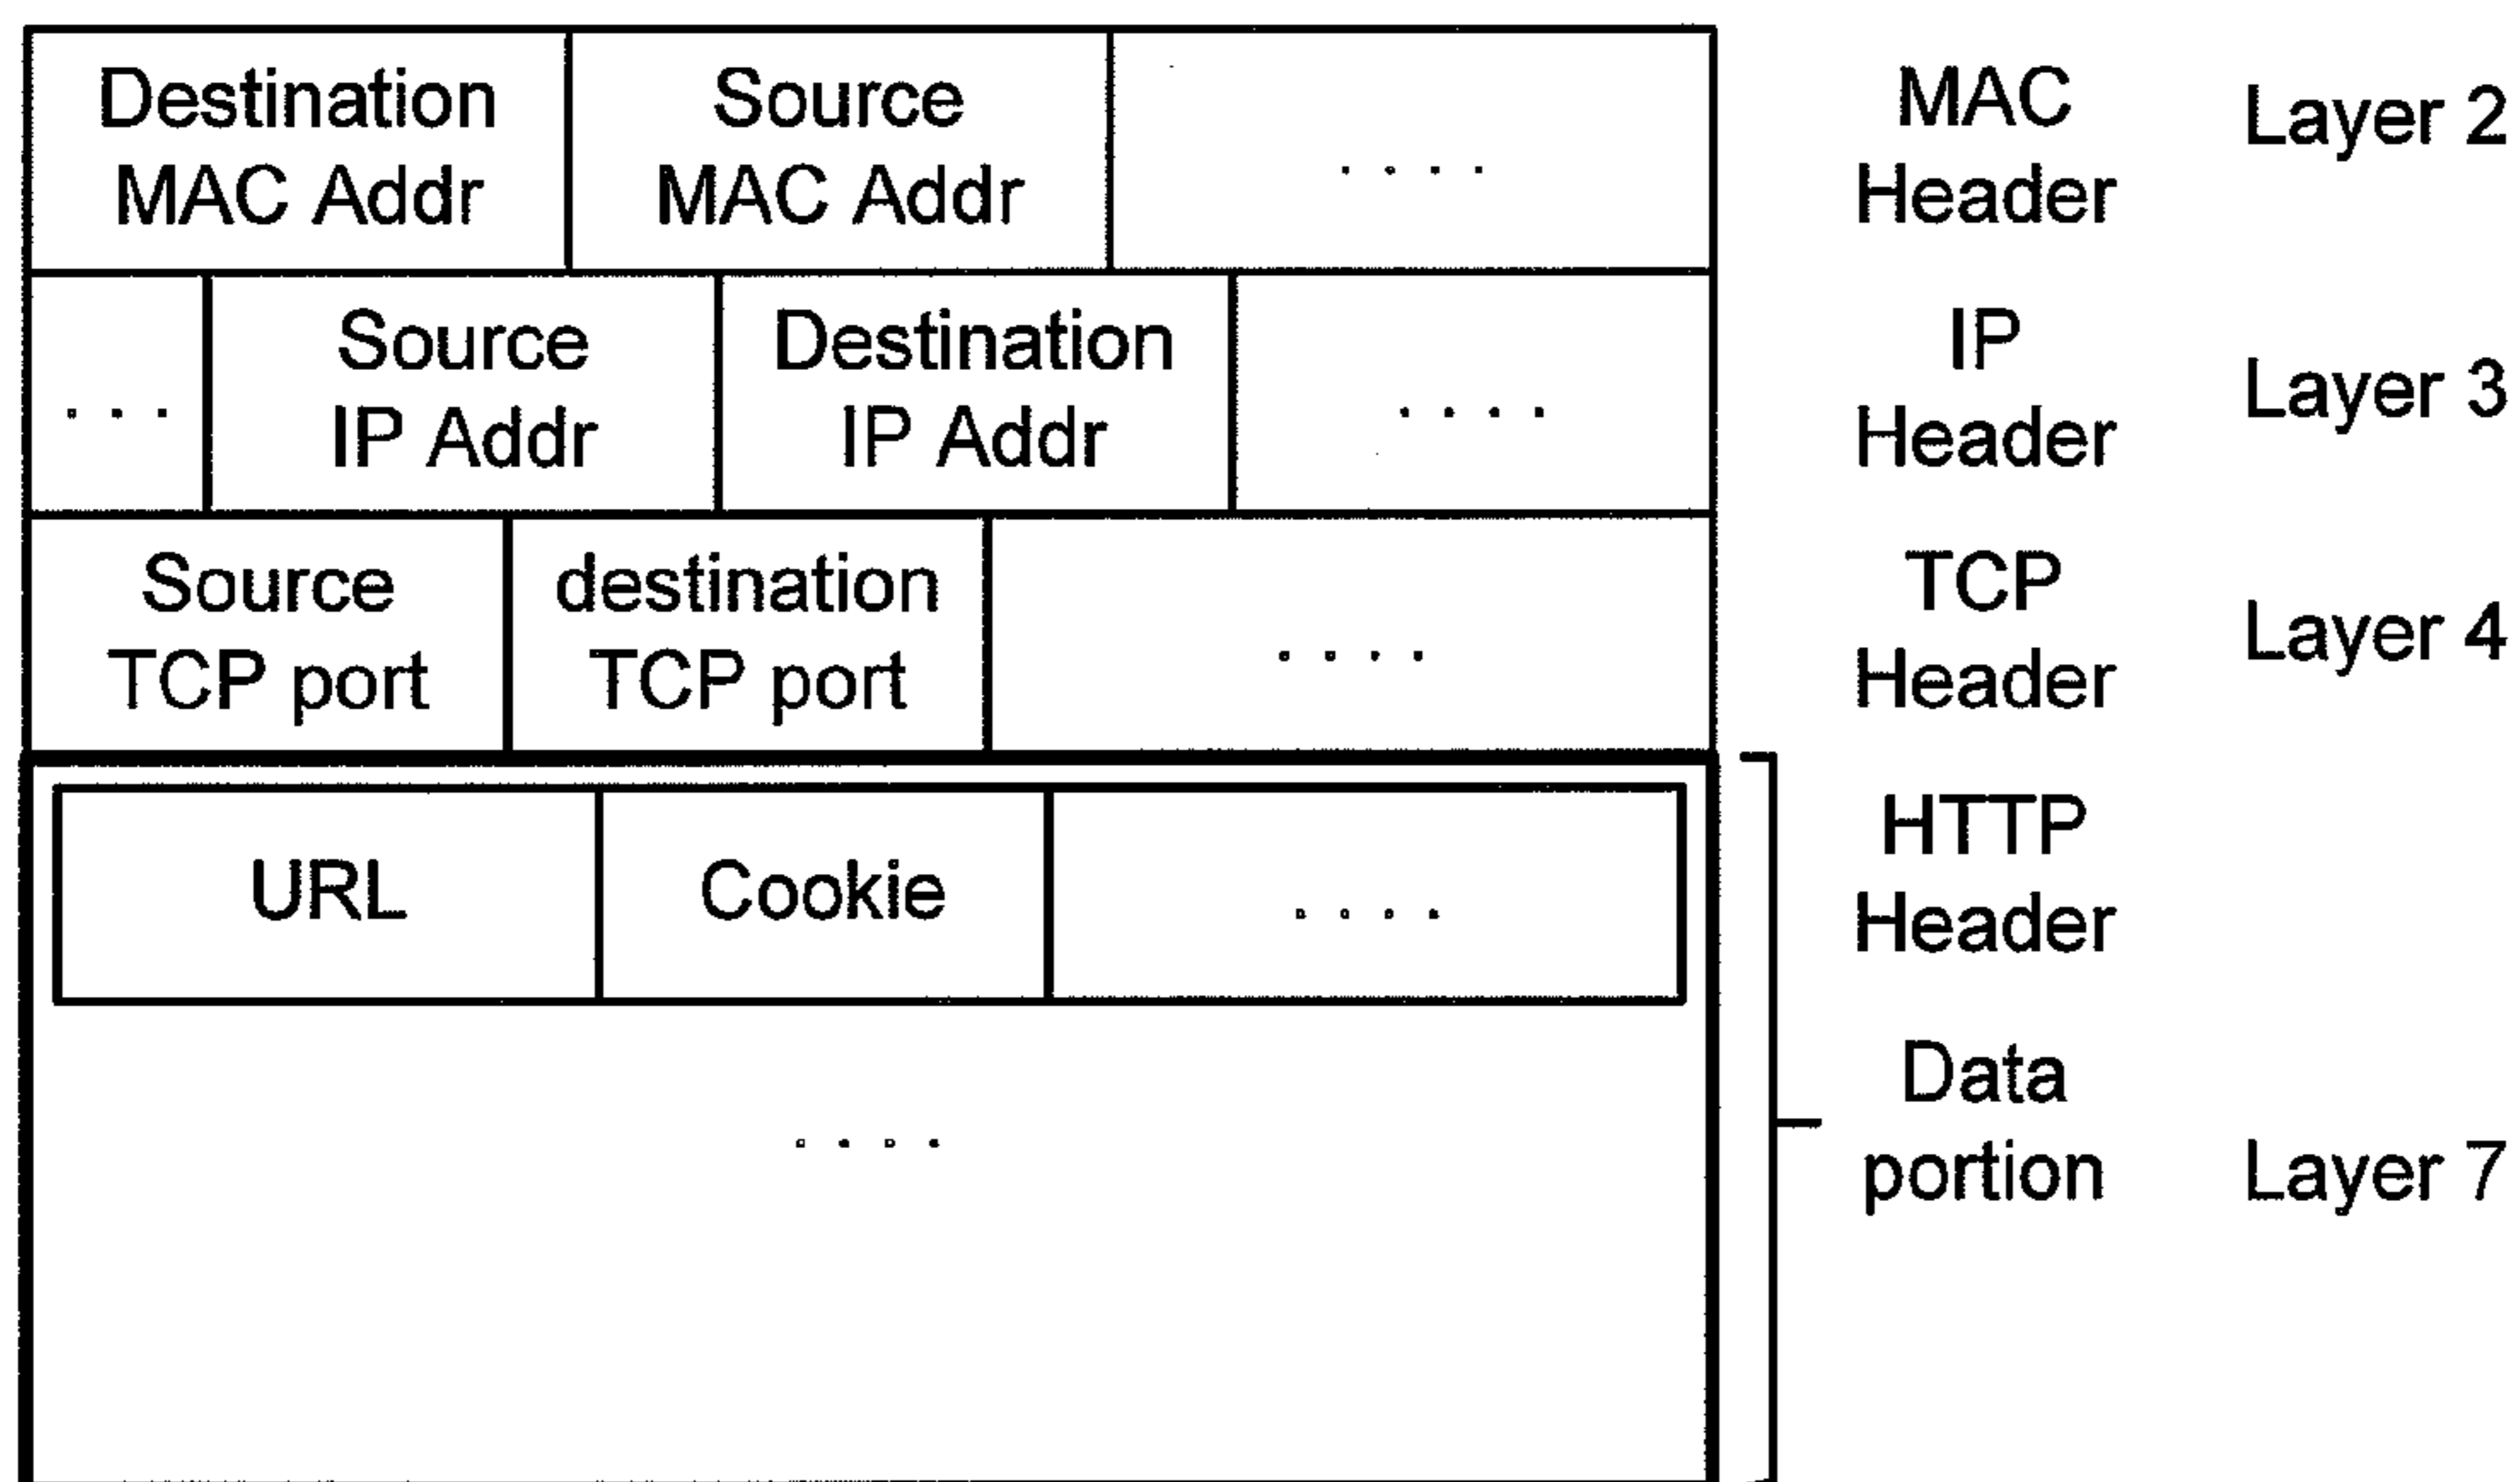 Destination MAC Addr
Source MAC Addr
. . . .
MAC Header
Layer 2
. . .
Source IP Addr
Destination IP Addr
. . . .
IP Header
Layer 3
Source TCP port
destination TCP port
. . . .
TCP Header
Layer 4
URL
Cookie
. . . .
HTTP Header
. . . .
Data portion
Layer 7